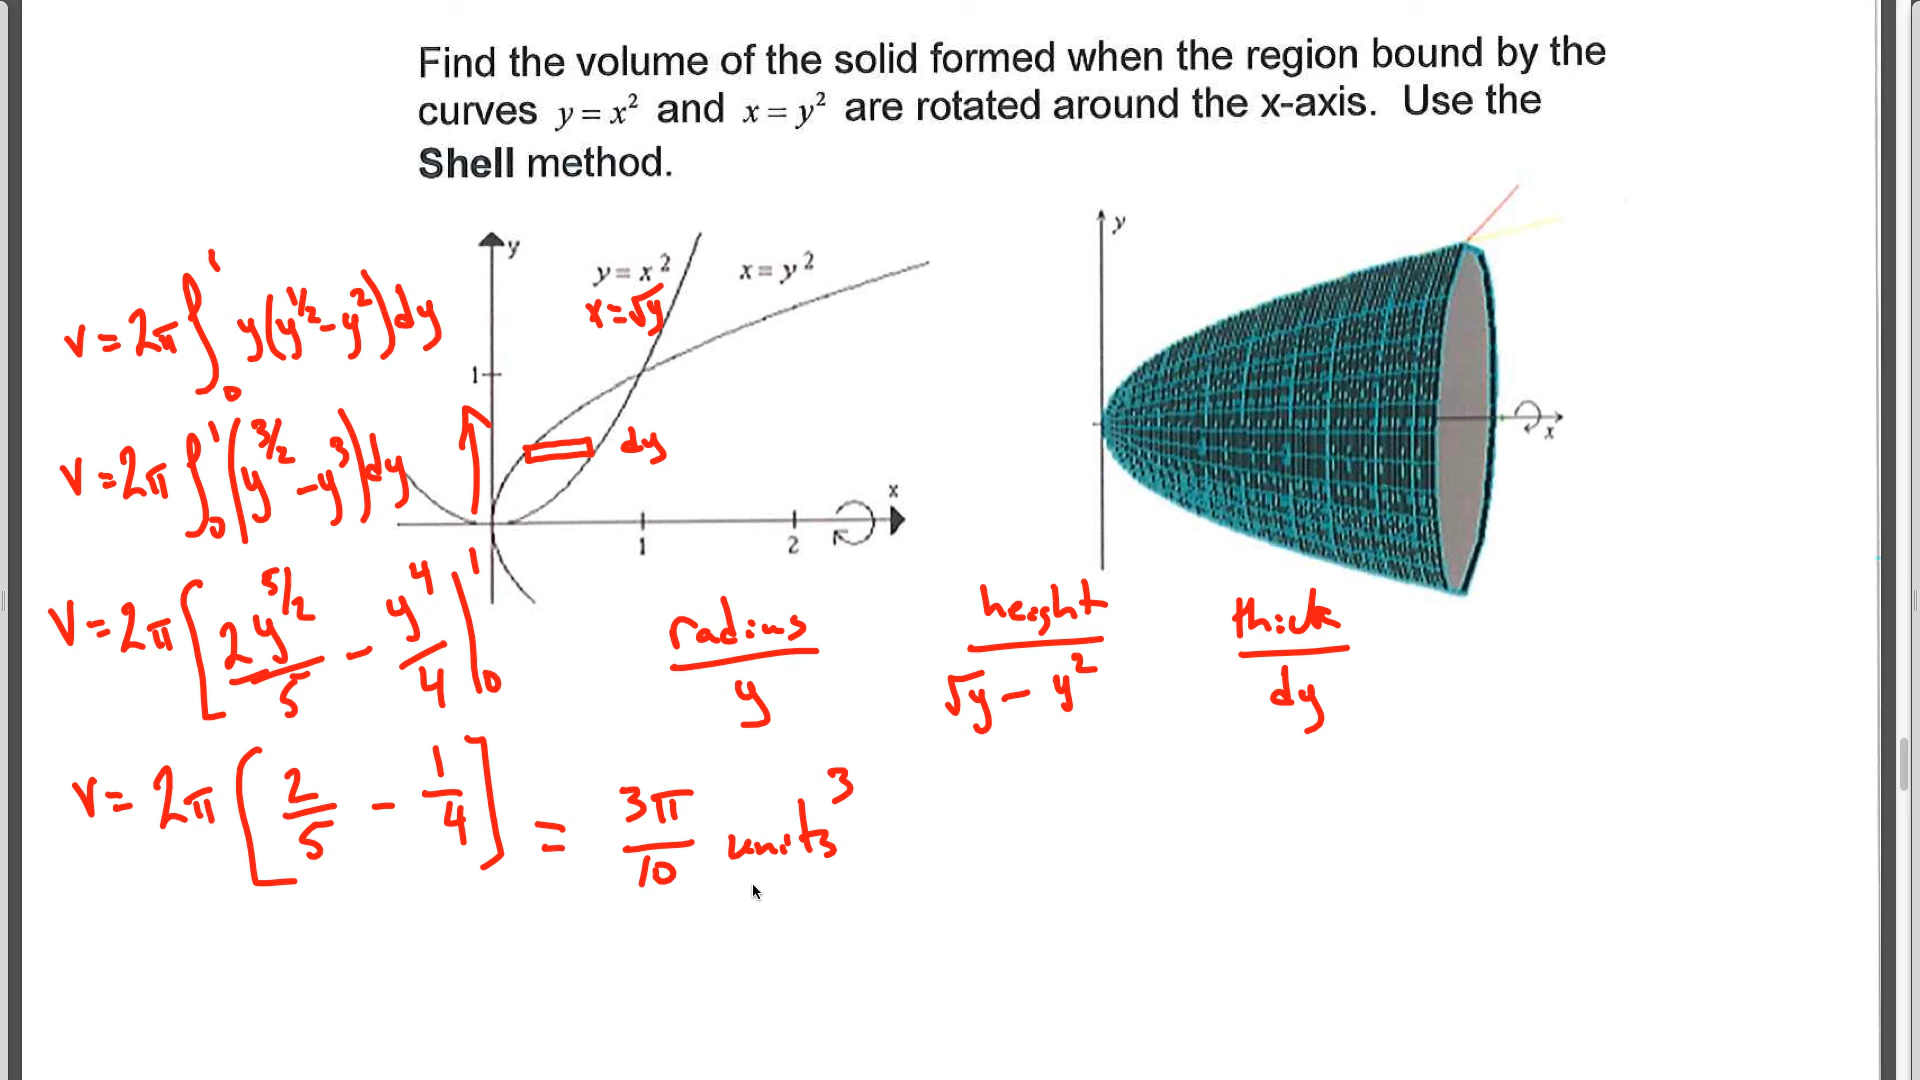 Find the volume of the solid formed when the region bound by the
curves y = x² and x = y² are rotated around the x-axis. Use the
Shell method.
y
y = x²
x = y²
x = √y
1
dy
x
1
2
y
x
V = 2π ∫₀¹ y(y^½ - y²)dy
V = 2π ∫₀¹ (y^3/2 - y³)dy
V = 2π [2y^5/2 / 5 - y⁴/4 |₀¹
radius height thick
y √y - y² dy
V = 2π [2/5 - 1/4] = 3π/10 units³